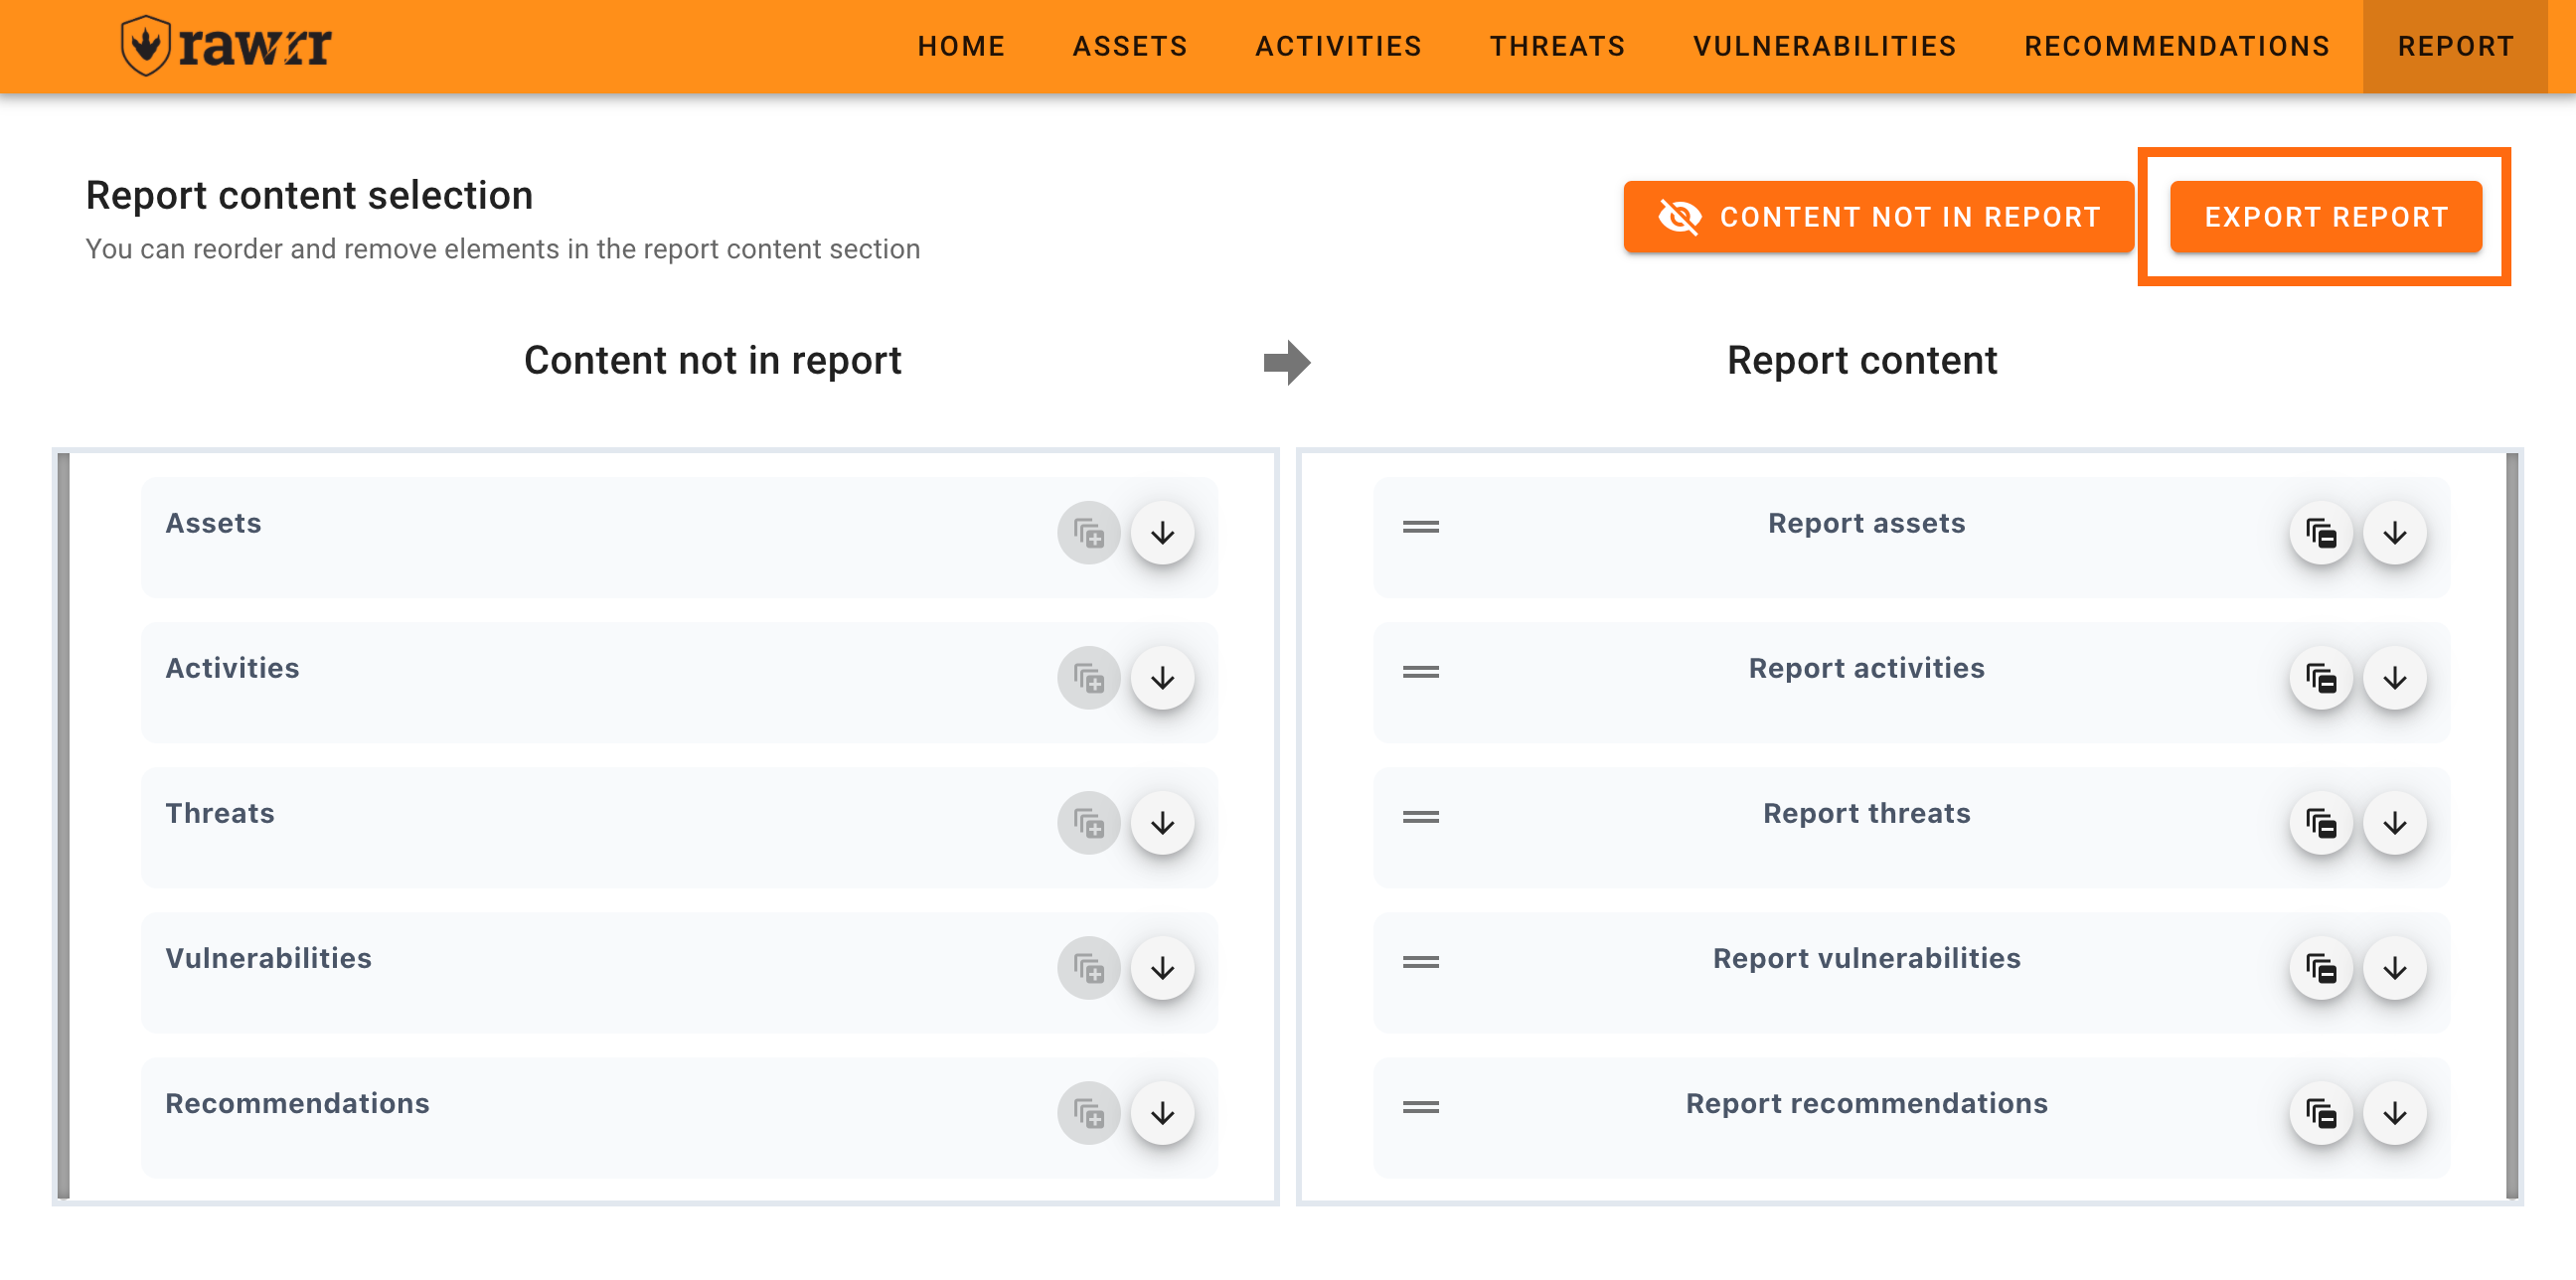 rawrr
HOME ASSETS ACTIVITIES THREATS VULNERABILITIES RECOMMENDATIONS REPORT
Report content selection
You can reorder and remove elements in the report content section
CONTENT NOT IN REPORT
EXPORT REPORT
Content not in report
Report content
Assets
Activities
Threats
Vulnerabilities
Recommendations
Report assets
Report activities
Report threats
Report vulnerabilities
Report recommendations